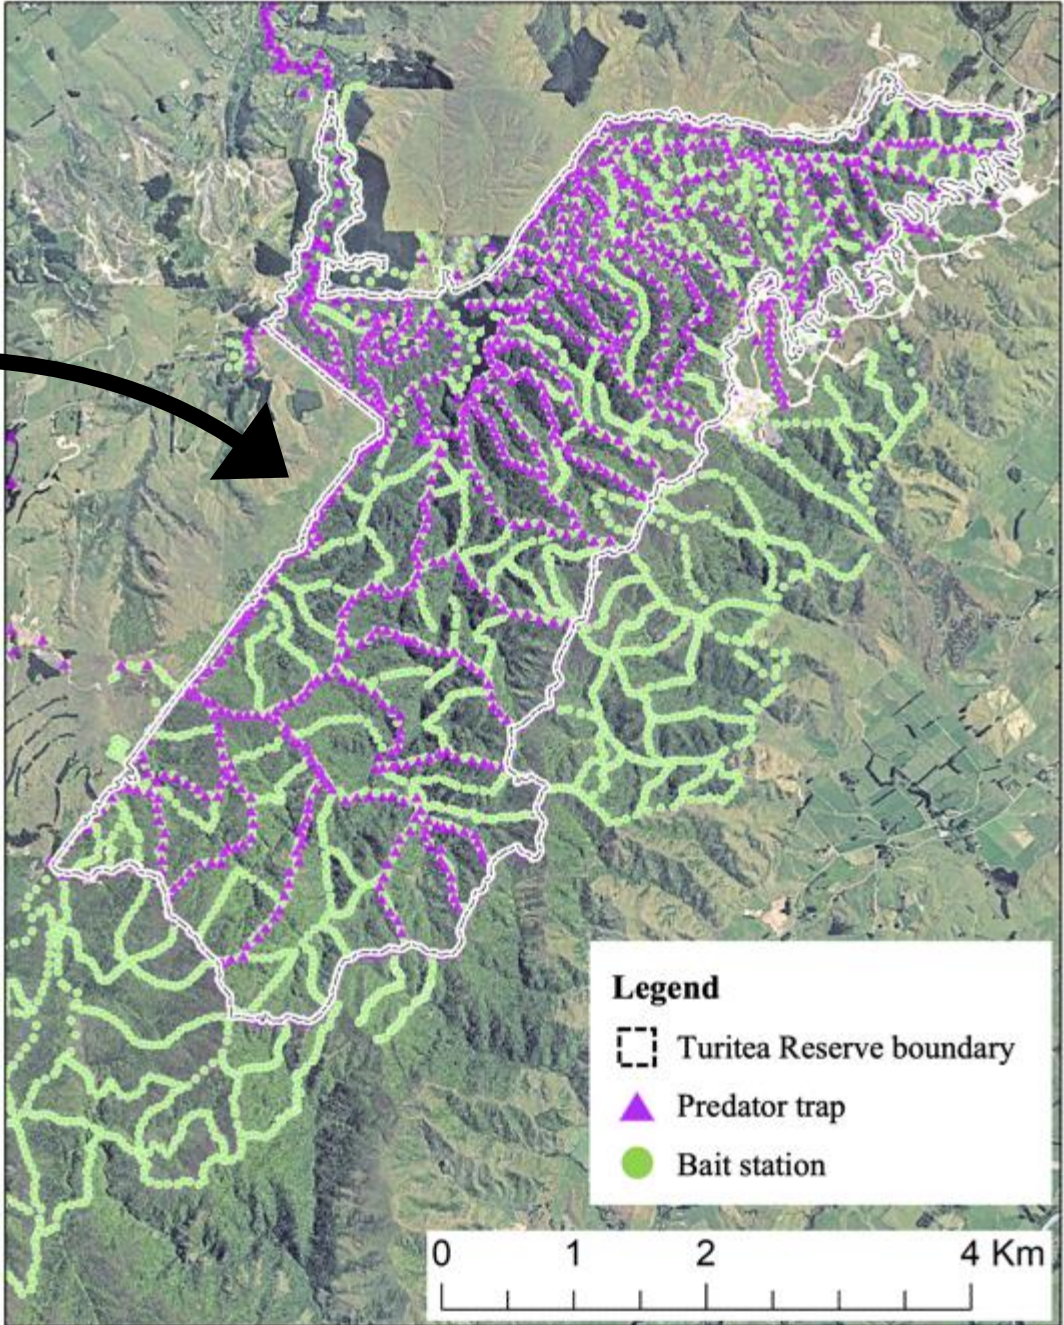 Legend
Turitea Reserve boundary
Predator trap
Bait station
0 1 2 4 Km